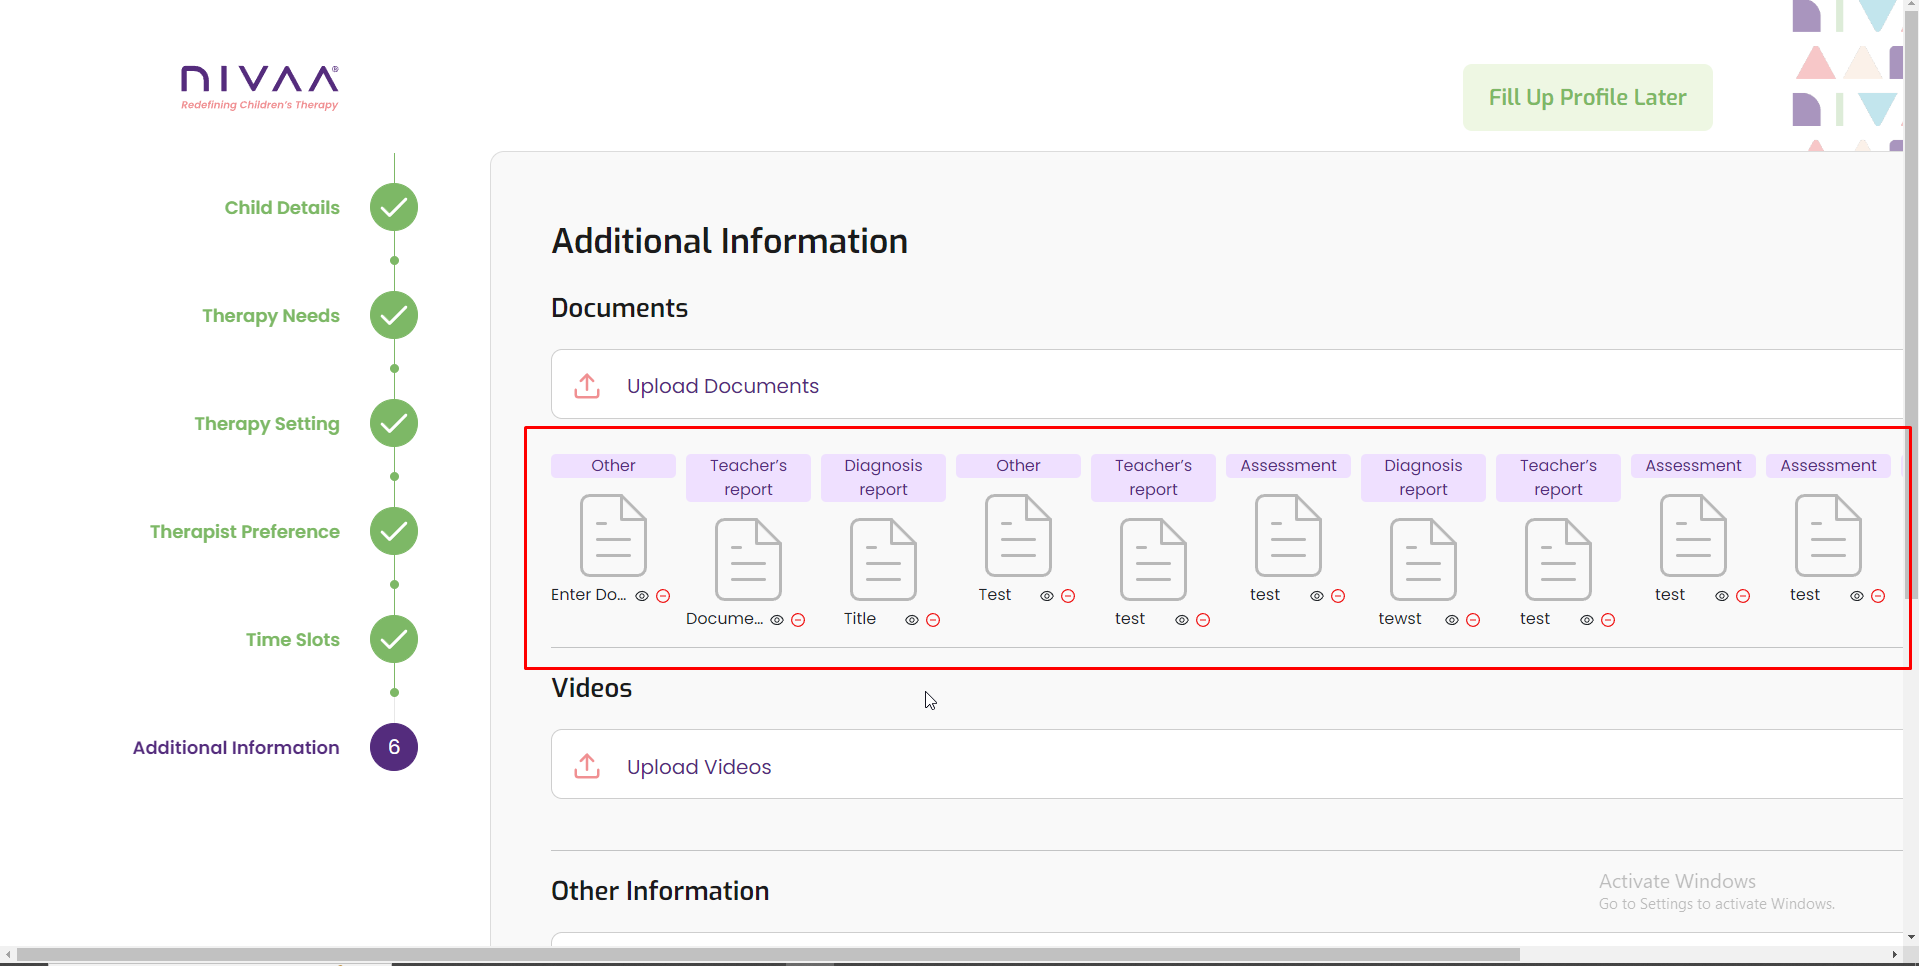 NIVAA®
Redefining Children's Therapy
Fill Up Profile Later
Child Details
Therapy Needs
Therapy Setting
Therapist Preference
Time Slots
Additional Information 6
Additional Information
Documents
Upload Documents
Other
Teacher’s
report
Diagnosis
report
Other
Teacher’s
report
Assessment
Diagnosis
report
Teacher’s
report
Assessment
Assessment
Enter Do...
Docume...
Title
Test
test
test
tewst
test
test
test
Videos
Upload Videos
Other Information
Activate Windows
Go to Settings to activate Windows.